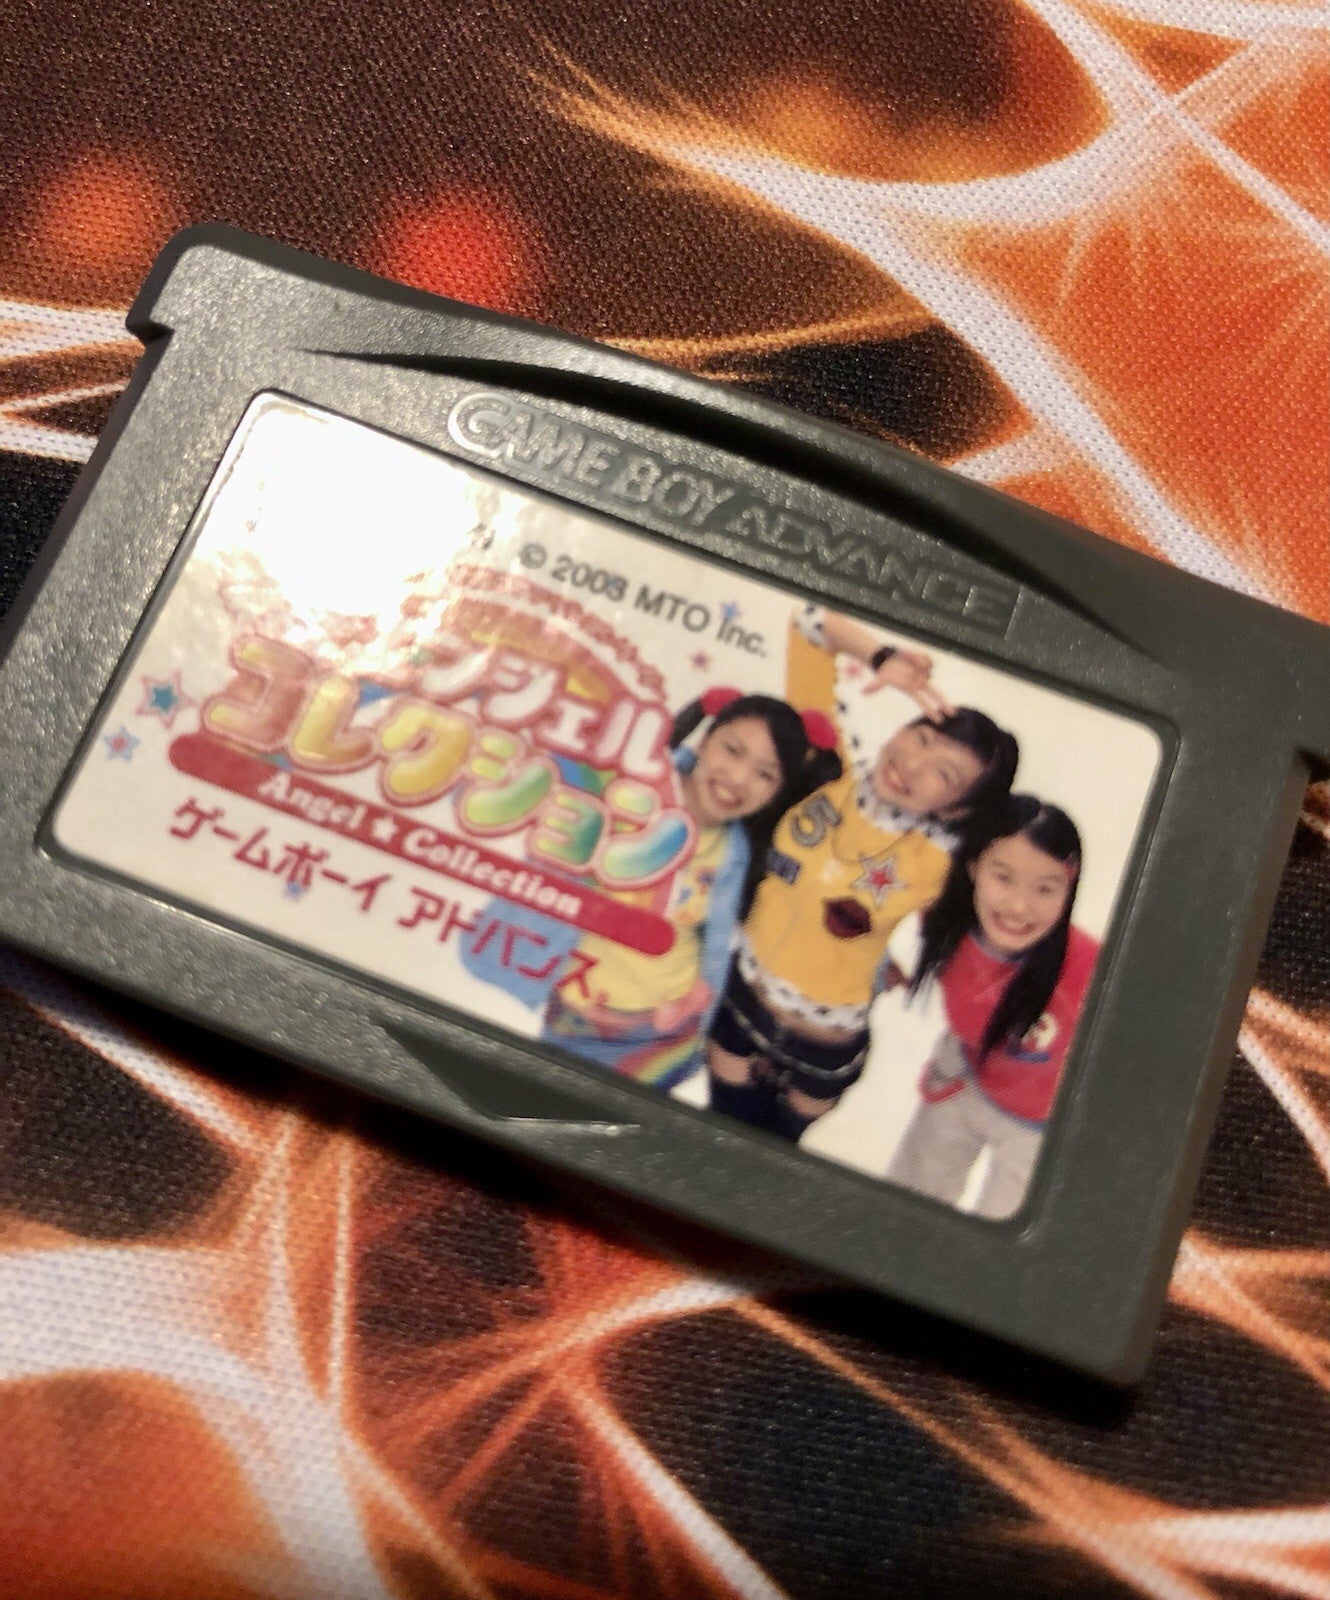 GAME BOY ADVANCE
© 2003 MTO Inc.
ジェル
コレクション
Angel ★ Collection
ゲームボーイ アドバンス
5